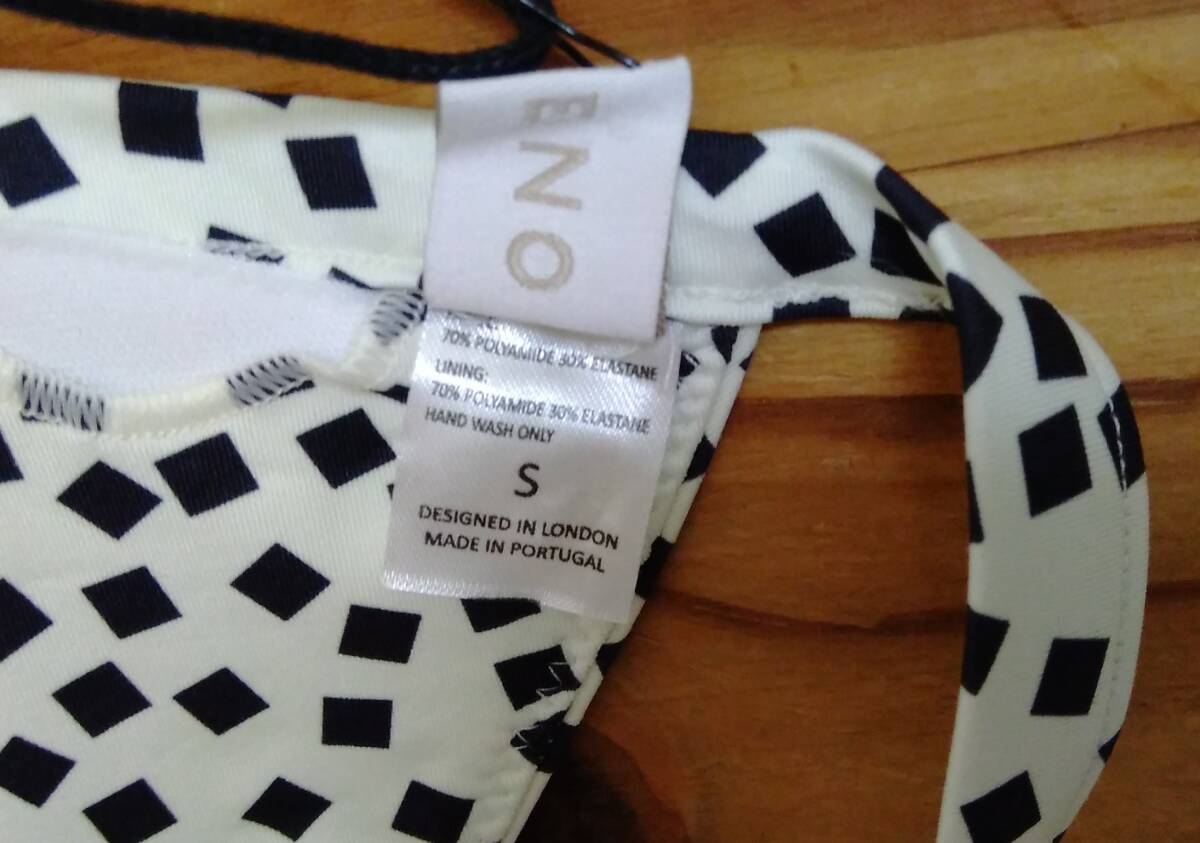 ENO
70% POLYAMIDE 30% ELASTANE
LINING:
70% POLYAMIDE 30% ELASTANE
HAND WASH ONLY
S
DESIGNED IN LONDON
MADE IN PORTUGAL